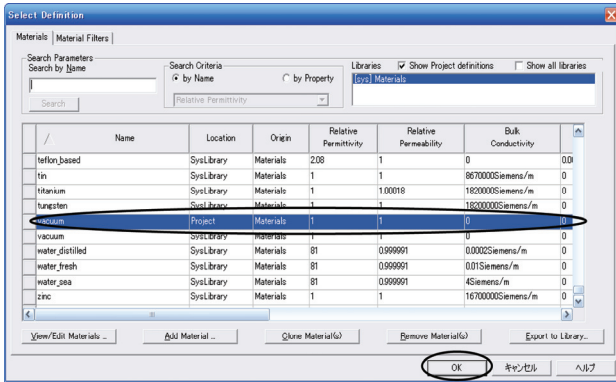 Select Definition
Materials Material Filters
Search Parameters
Search by Name
Search
Search Criteria
by Name by Property
Relative Permittivity
Libraries Show Project definitions Show all libraries
[sys] Materials
/ Name Location Origin Relative Permittivity Relative Permeability Bulk Conductivity
teflon_based SysLibrary Materials 2.08 1 0 0.00
tin SysLibrary Materials 1 1 8670000Siemens/m 0
titanium SysLibrary Materials 1 1.00018 1820000Siemens/m 0
tungsten SysLibrary Materials 1 1 18200000Siemens/m 0
vacuum Project Materials 1 1 0 0
vacuum SysLibrary Materials 1 1 0 0
water_distilled SysLibrary Materials 81 0.999991 0.0002Siemens/m 0
water_fresh SysLibrary Materials 81 0.999991 0.01Siemens/m 0
water_sea SysLibrary Materials 81 0.999991 4Siemens/m 0
zinc SysLibrary Materials 1 1 16700000Siemens/m 0
View/Edit Materials ... Add Material ... Clone Material(s) Remove Material(s) Export to Library...
OK キャンセル ヘルプ